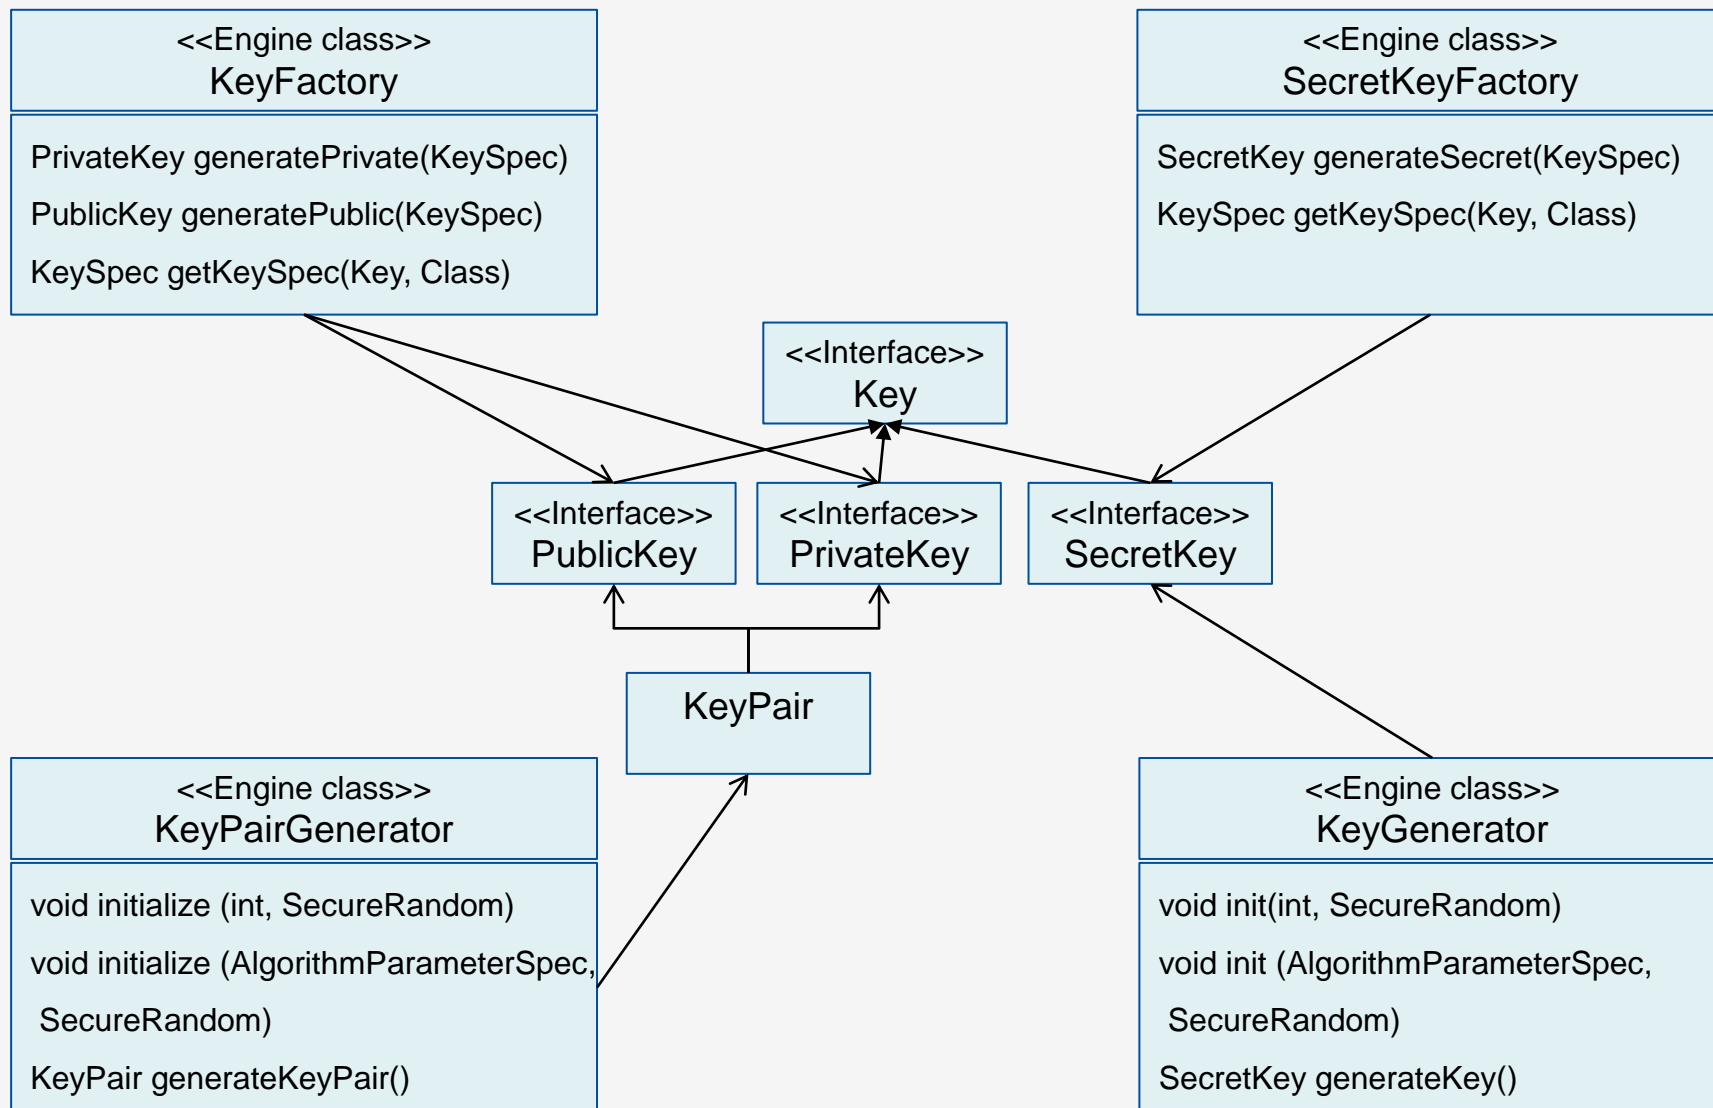 <<Engine class>>
KeyFactory
PrivateKey generatePrivate(KeySpec)
PublicKey generatePublic(KeySpec)
KeySpec getKeySpec(Key, Class)
<<Engine class>>
SecretKeyFactory
SecretKey generateSecret(KeySpec)
KeySpec getKeySpec(Key, Class)
<<Interface>>
Key
<<Interface>>
PublicKey
<<Interface>>
PrivateKey
<<Interface>>
SecretKey
KeyPair
<<Engine class>>
KeyPairGenerator
void initialize (int, SecureRandom)
void initialize (AlgorithmParameterSpec,
SecureRandom)
KeyPair generateKeyPair()
<<Engine class>>
KeyGenerator
void init(int, SecureRandom)
void init (AlgorithmParameterSpec,
SecureRandom)
SecretKey generateKey()